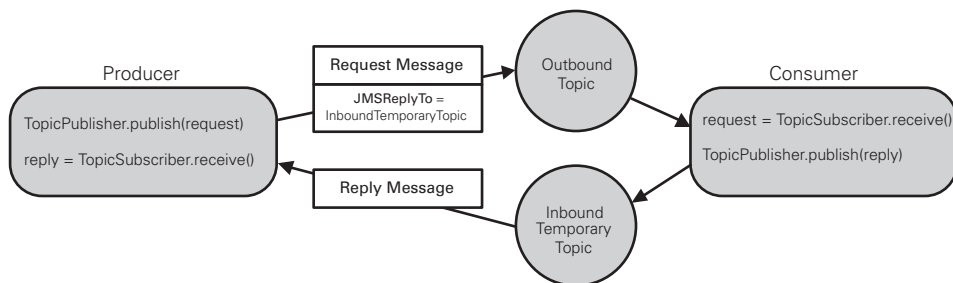 Producer
TopicPublisher.publish(request)
reply = TopicSubscriber.receive()
Request Message
JMSReplyTo =
InboundTemporaryTopic
Outbound
Topic
Consumer
request = TopicSubscriber.receive()
TopicPublisher.publish(reply)
Reply Message
Inbound
Temporary
Topic